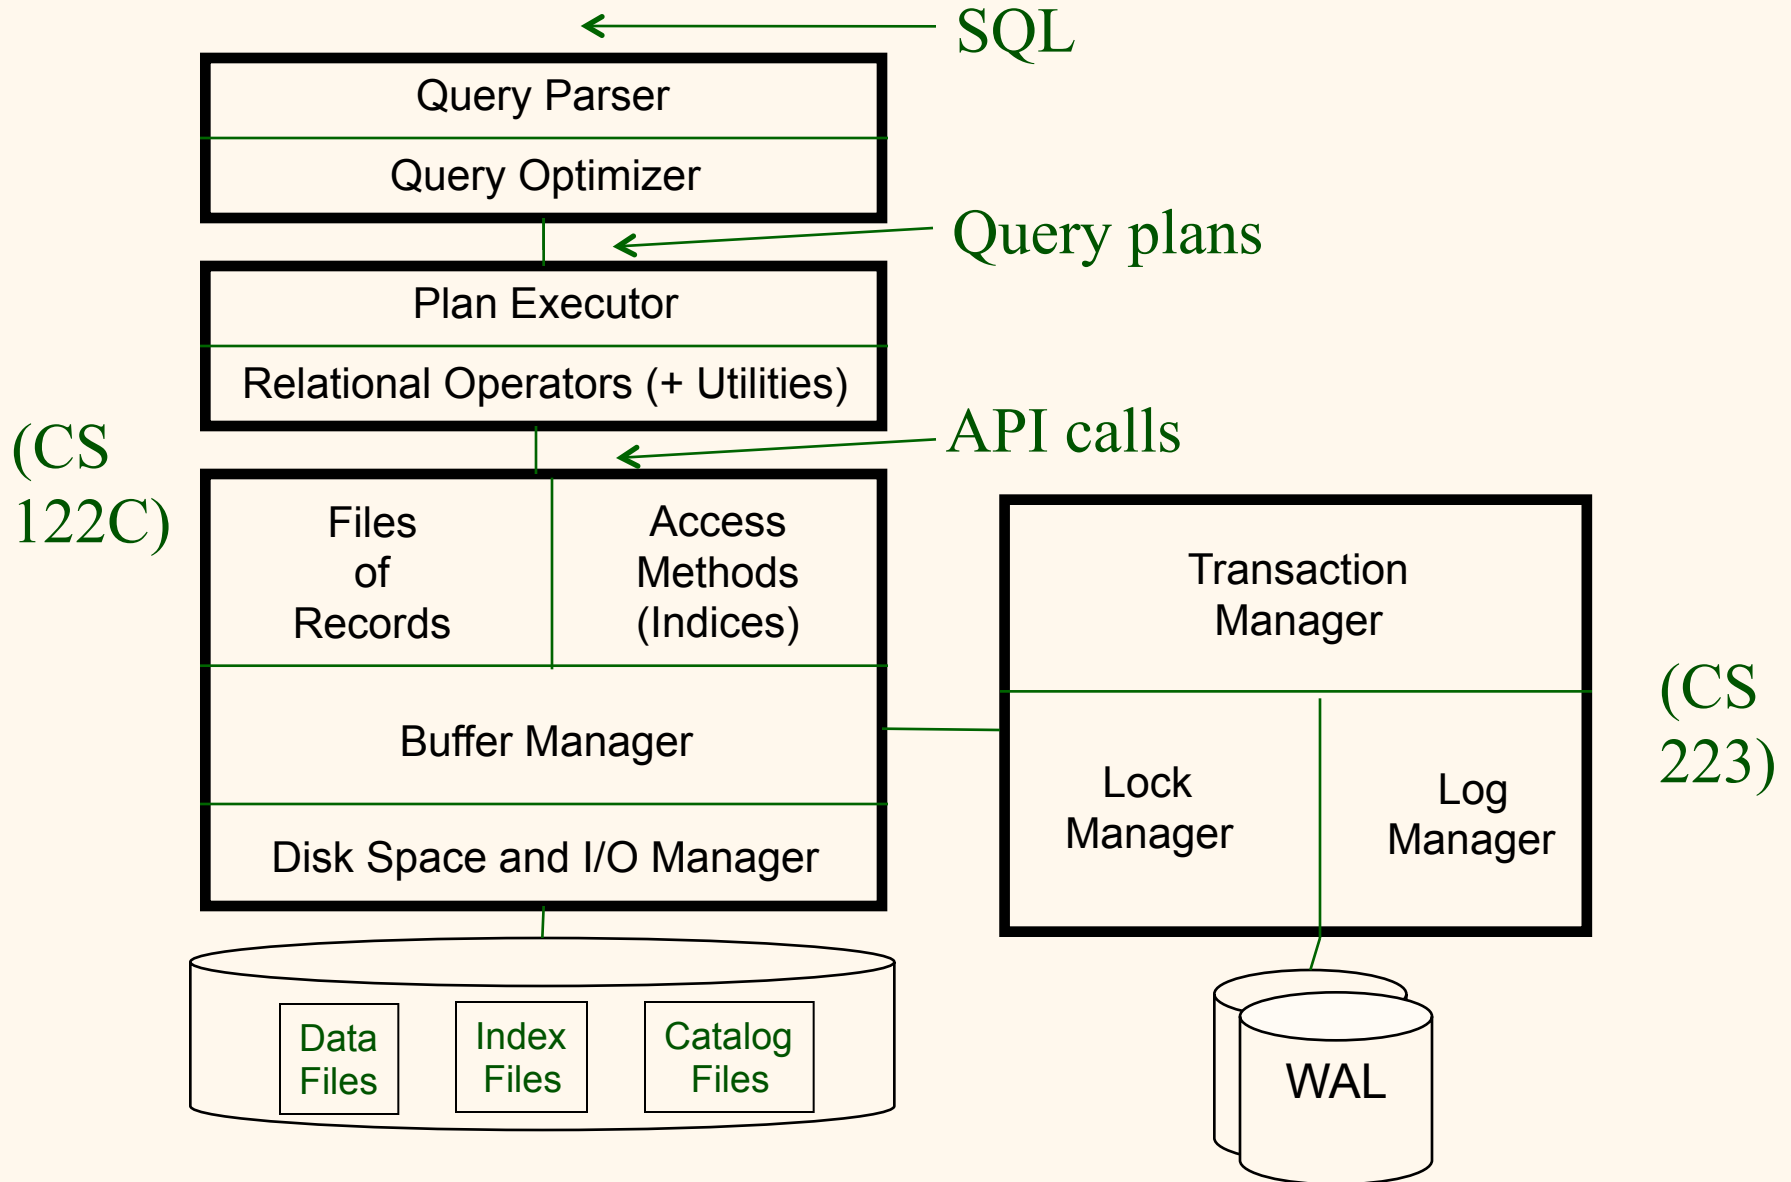 SQL
Query Parser
Query Optimizer
Query plans
Plan Executor
Relational Operators (+ Utilities)
API calls
(CS
122C)
Files
of
Records
Access
Methods
(Indices)
Transaction
Manager
(CS
223)
Buffer Manager
Lock
Manager
Log
Manager
Disk Space and I/O Manager
Data
Files
Index
Files
Catalog
Files
WAL